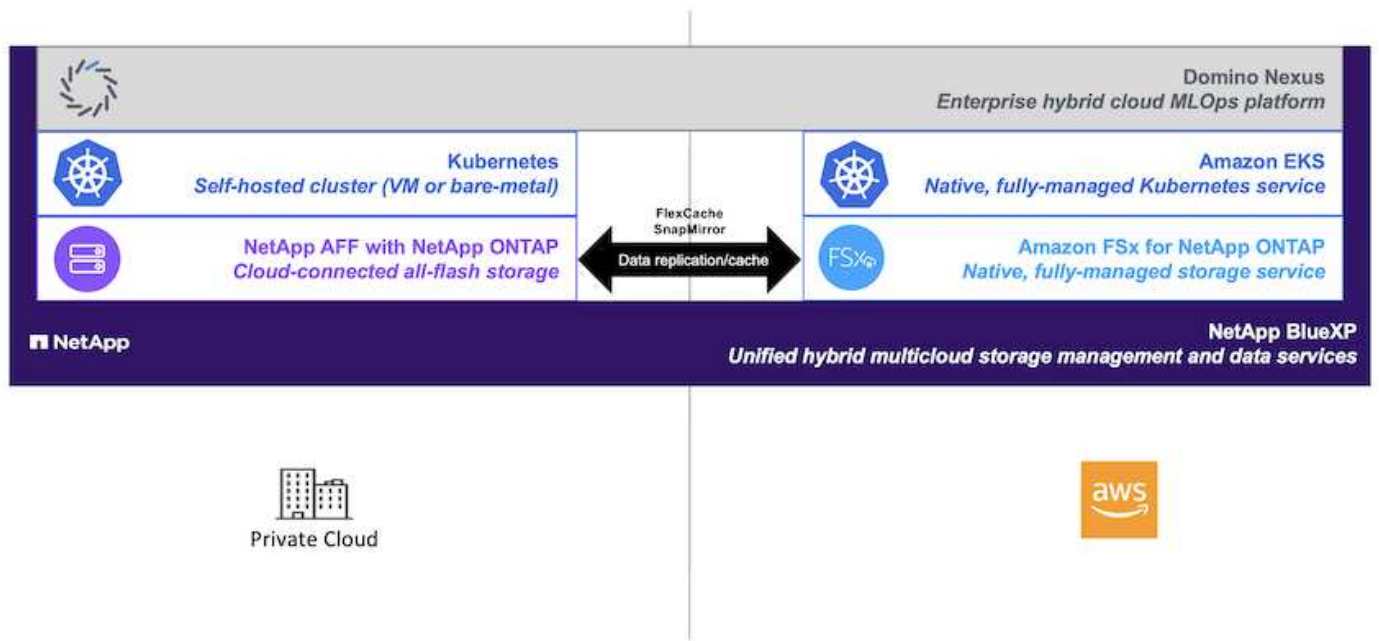 Domino Nexus
Enterprise hybrid cloud MLOps platform
Kubernetes
Self-hosted cluster (VM or bare-metal)
Amazon EKS
Native, fully-managed Kubernetes service
FlexCache
SnapMirror
Data replication/cache
NetApp AFF with NetApp ONTAP
Cloud-connected all-flash storage
FSx
Amazon FSx for NetApp ONTAP
Native, fully-managed storage service
NetApp
NetApp BlueXP
Unified hybrid multicloud storage management and data services
Private Cloud
aws